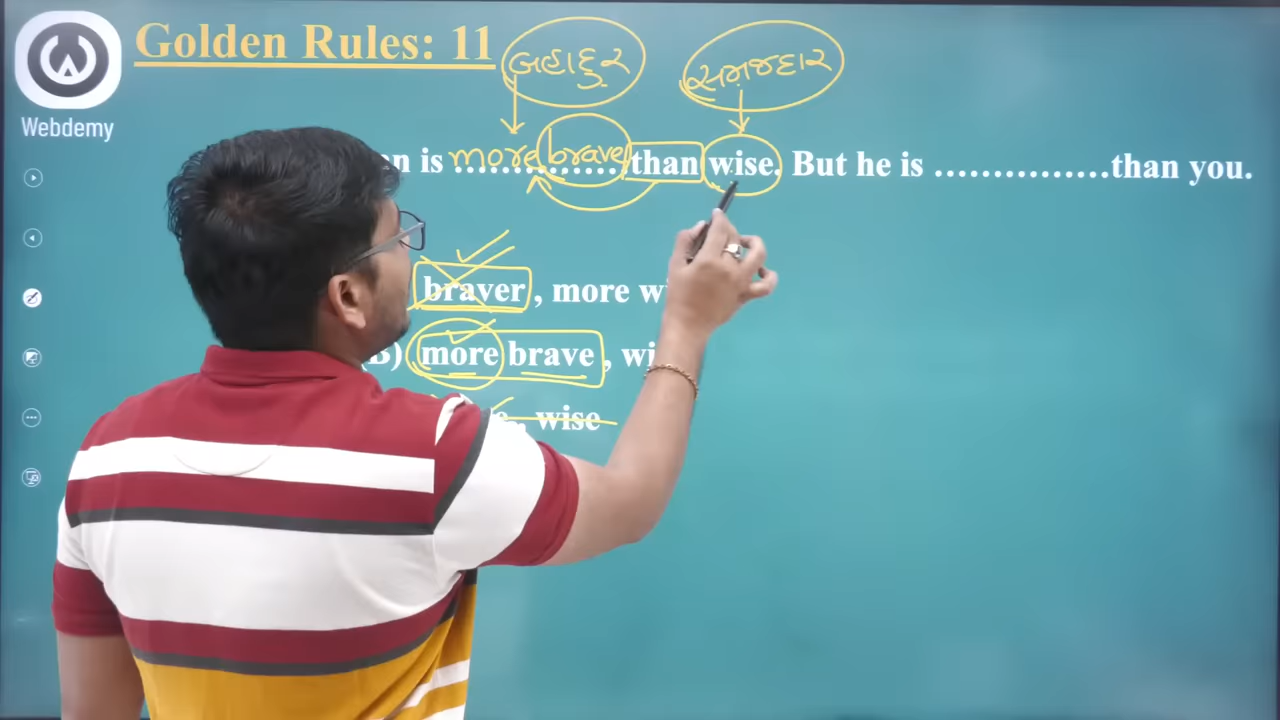 Golden Rules: 11
બહાદુર
સમજદાર
Webdemy
is more brave than wise. But he is ...............than you.
braver , more
B) more brave ,
, wise